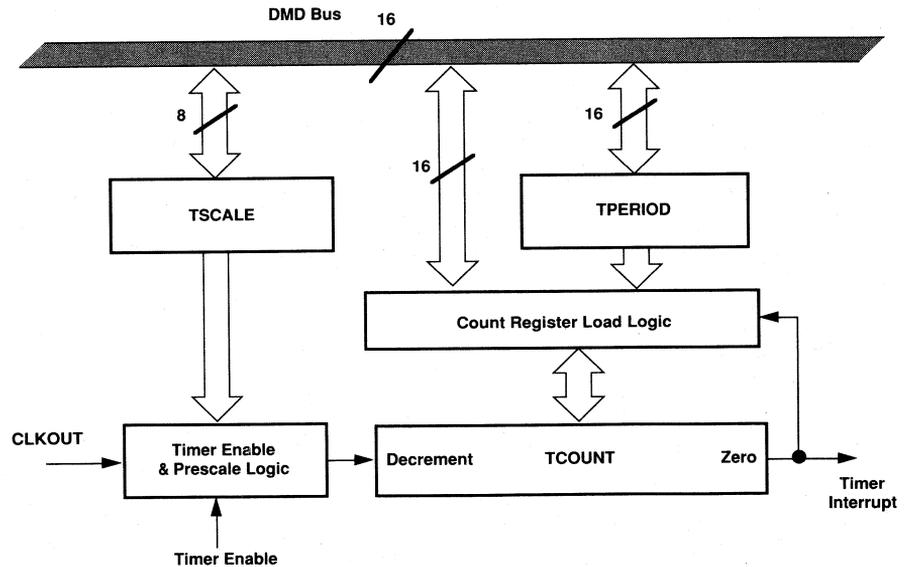 DMD Bus
16
8
16
16
TSCALE
TPERIOD
Count Register Load Logic
CLKOUT
Timer Enable
& Prescale Logic
Decrement
TCOUNT
Zero
Timer
Interrupt
Timer Enable